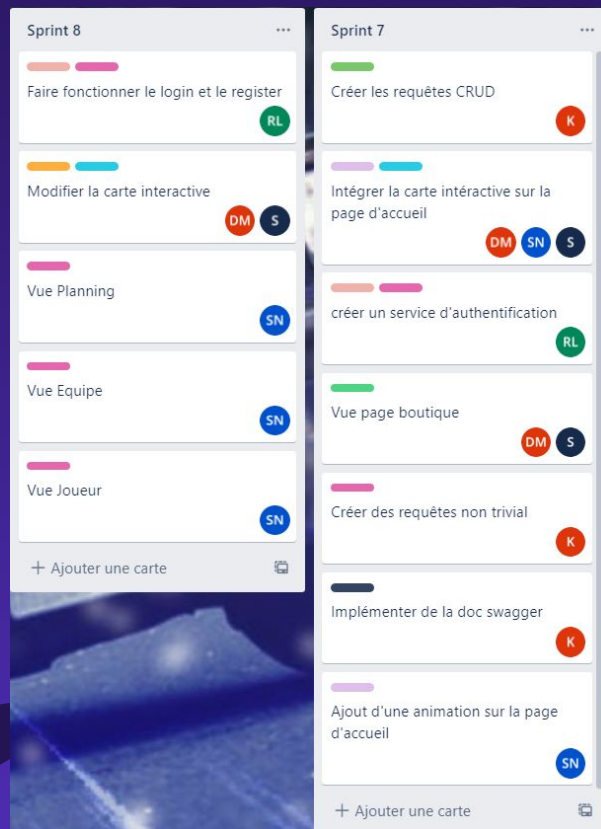 Sprint 8
Faire fonctionner le login et le register
RL
Modifier la carte interactive
DM S
Vue Planning
SN
Vue Equipe
SN
Vue Joueur
SN
+ Ajouter une carte
Sprint 7
Créer les requêtes CRUD
K
Intégrer la carte intéractive sur la
page d'accueil
DM SN S
créer un service d'authentification
RL
Vue page boutique
DM S
Créer des requêtes non trivial
K
Implémenter de la doc swagger
K
Ajout d'une animation sur la page
d'accueil
SN
+ Ajouter une carte